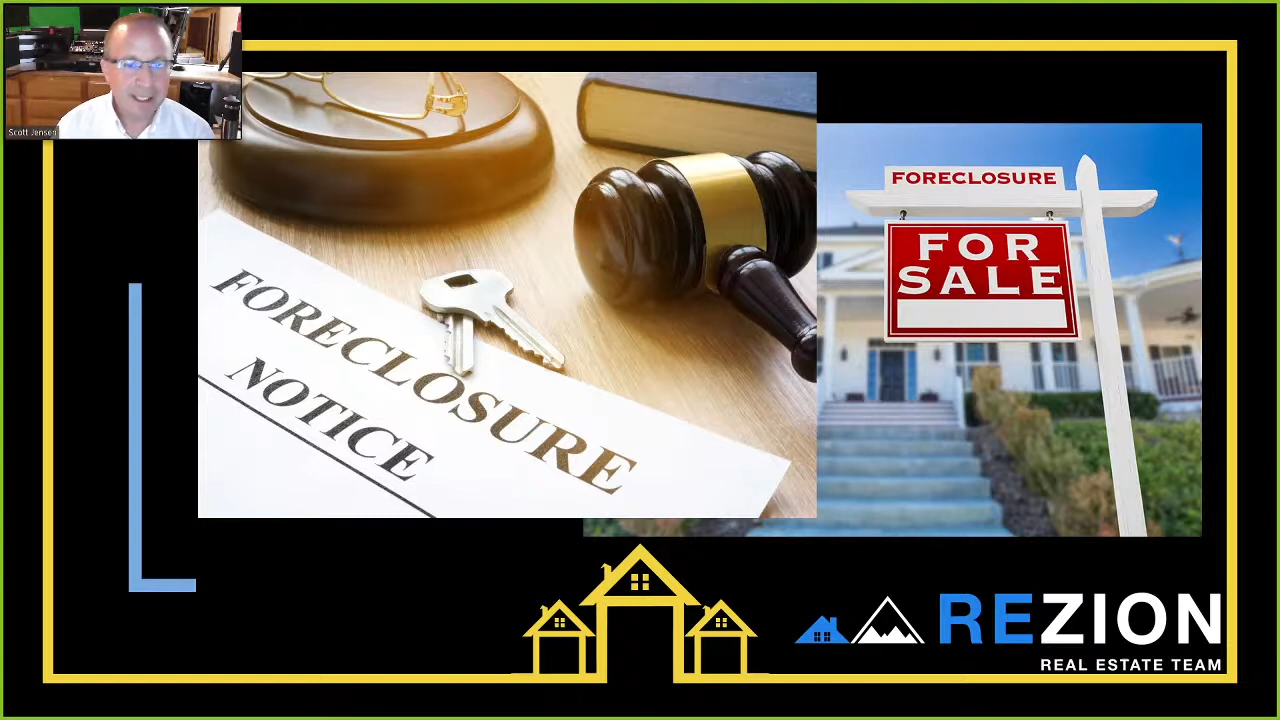 Scott Jensen
FORECLOSURE
NOTICE
FORECLOSURE
FOR
SALE
REZION
REAL ESTATE TEAM